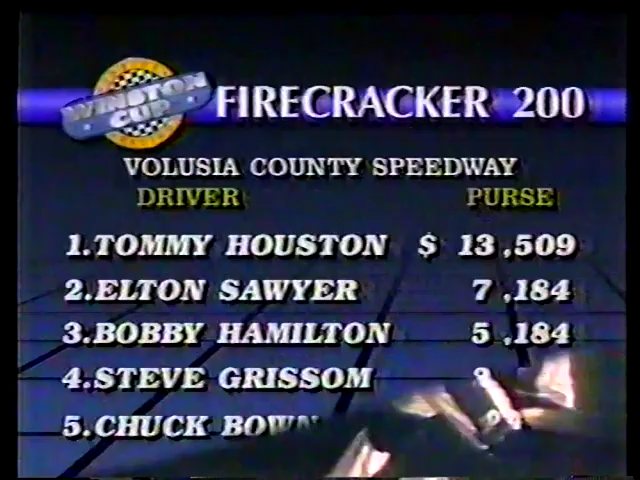 WINSTON CUP
FIRECRACKER 200
VOLUSIA COUNTY SPEEDWAY
DRIVER PURSE
1.TOMMY HOUSTON $ 13,509
2.ELTON SAWYER 7,184
3.BOBBY HAMILTON 5,184
4.STEVE GRISSOM
5.CHUCK BOWN